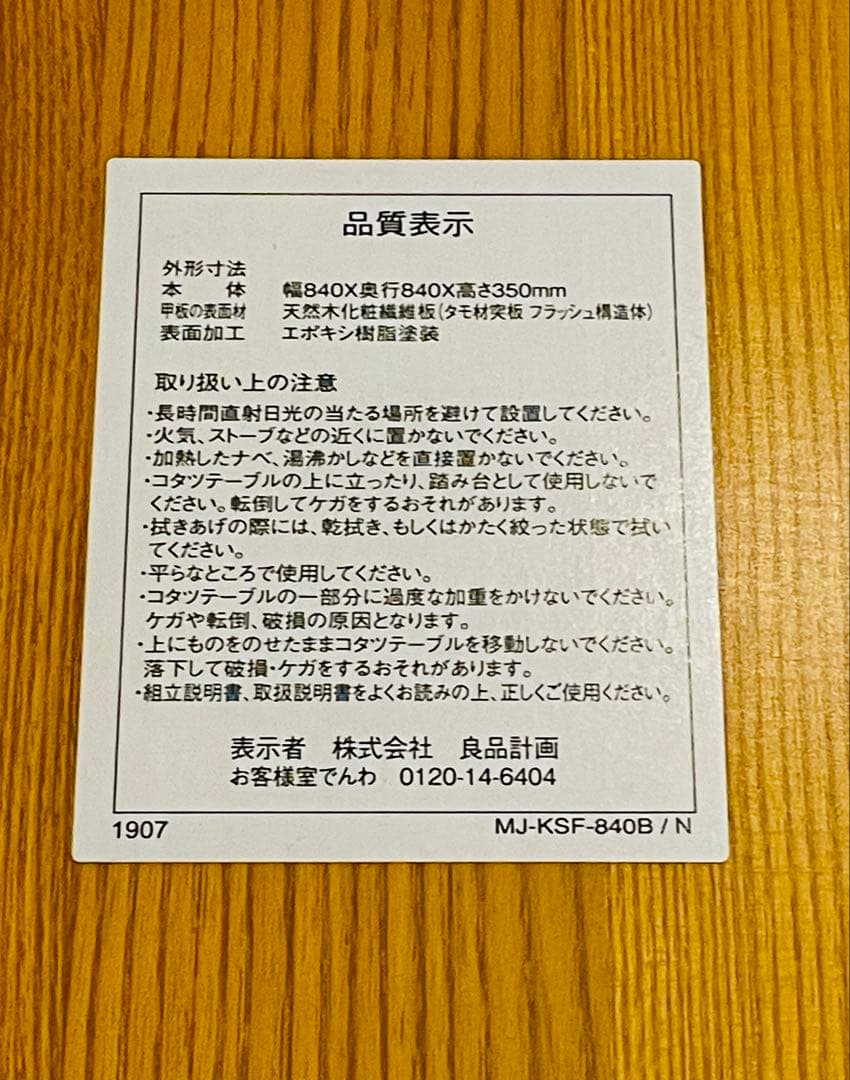 品質表示
外形寸法
本　体　幅840X奥行840X高さ350mm
甲板の表面材　天然木化粧繊維板(タモ材突板 フラッシュ構造体)
表面加工　エポキシ樹脂塗装
取り扱い上の注意
・長時間直射日光の当たる場所を避けて設置してください。
・火気、ストーブなどの近くに置かないでください。
・加熱したナベ、湯沸かしなどを直接置かないでください。
・コタツテーブルの上に立ったり、踏み台として使用しないで
ください。転倒してケガをするおそれがあります。
・拭きあげの際には、乾拭き、もしくはかたく絞った状態で拭い
てください。
・平らなところで使用してください。
・コタツテーブルの一部分に過度な加重をかけないでください。
ケガや転倒、破損の原因となります。
・上にものをのせたままコタツテーブルを移動しないでください。
落下して破損・ケガをするおそれがあります。
・組立説明書、取扱説明書をよくお読みの上、正しくご使用ください。
表示者　株式会社　良品計画
お客様室でんわ　0120-14-6404
1907　MJ-KSF-840B / N